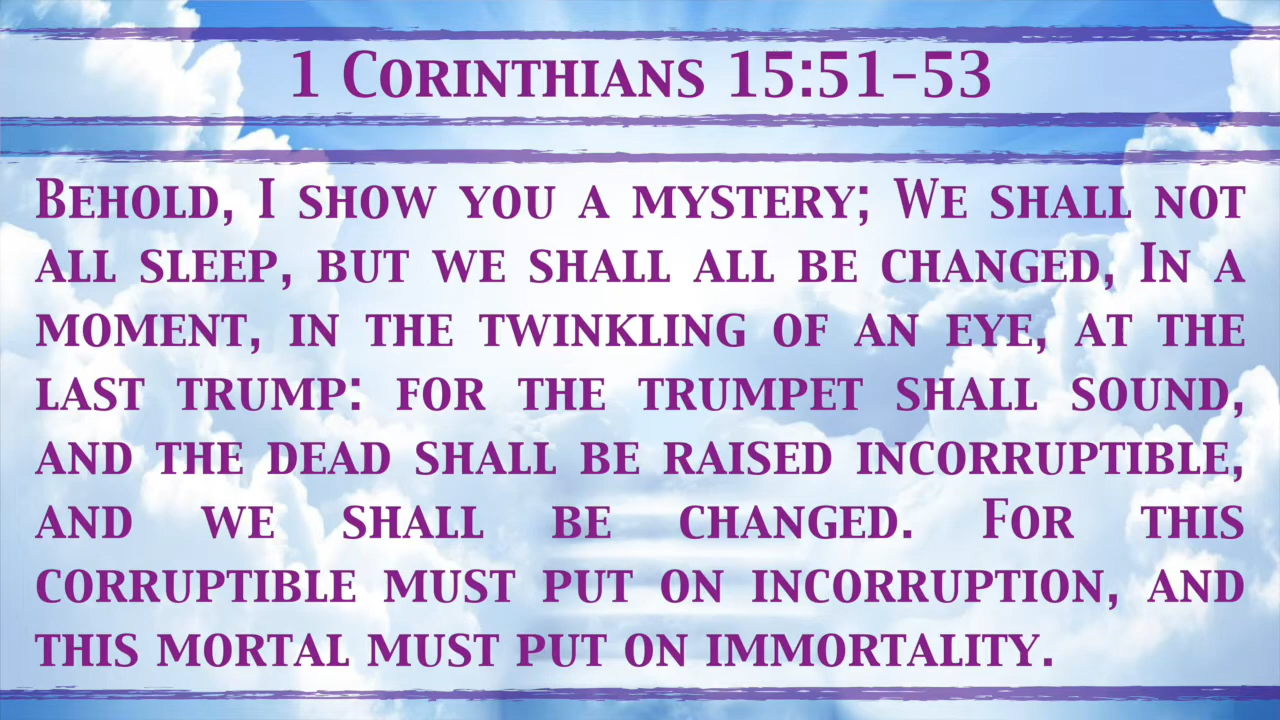 1 Corinthians 15:51-53
Behold, I show you a mystery; We shall not
all sleep, but we shall all be changed, In a
moment, in the twinkling of an eye, at the
last trump: for the trumpet shall sound,
and the dead shall be raised incorruptible,
and we shall be changed. For this
corruptible must put on incorruption, and
this mortal must put on immortality.